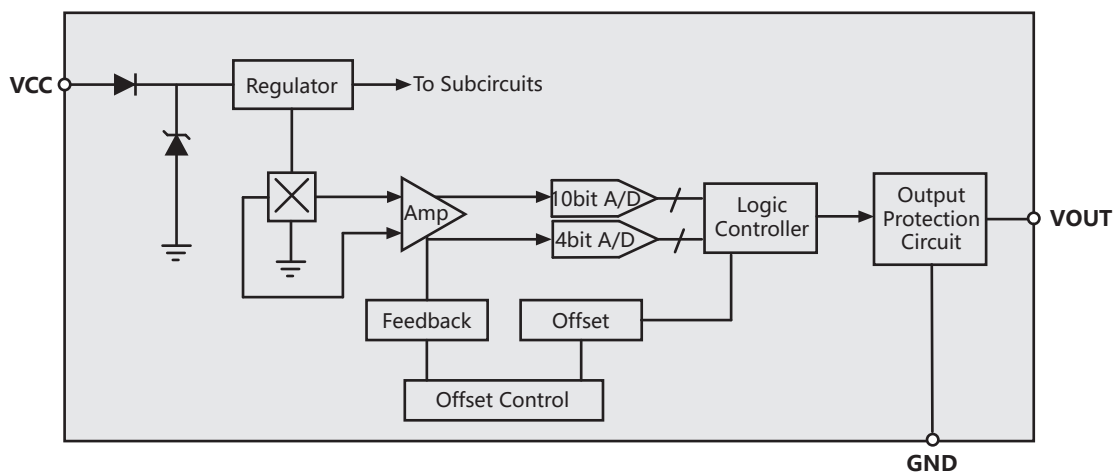 VCC
Regulator
To Subcircuits
Amp
10bit A/D
4bit A/D
Logic
Controller
Output
Protection
Circuit
VOUT
Feedback
Offset
Offset Control
GND